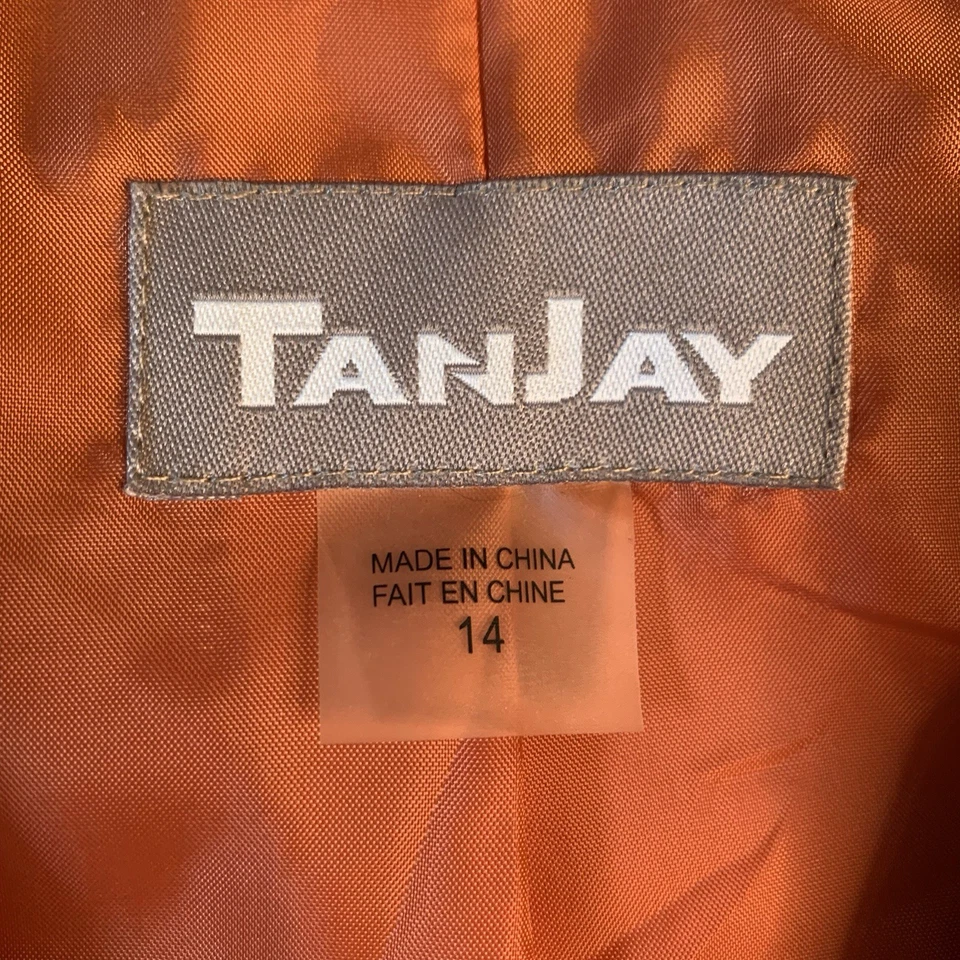 TANJAY
MADE IN CHINA
FAIT EN CHINE
14